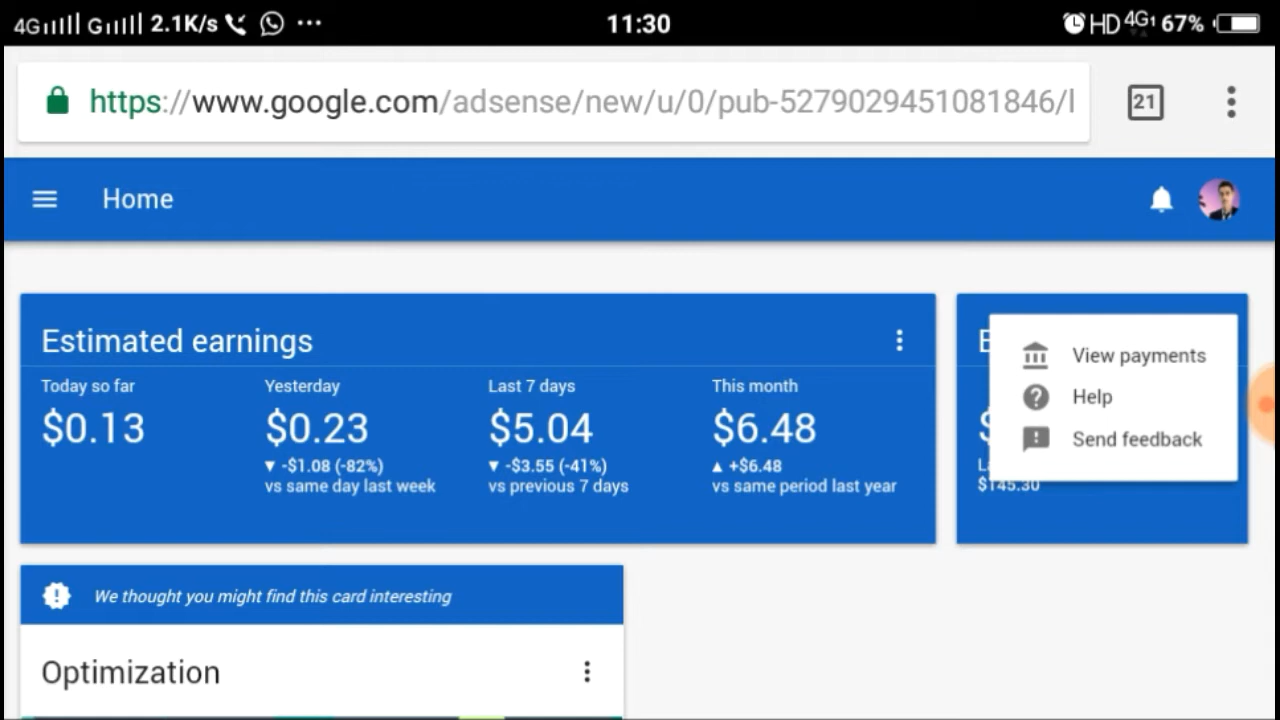 4G G 2.1K/s ... 11:30 HD 4G1 67%
https://www.google.com/adsense/new/u/0/pub-5279029451081846/l 21
Home
Estimated earnings
Today so far Yesterday Last 7 days This month
$0.13 $0.23 $5.04 $6.48
▼ -$1.08 (-82%) ▼ -$3.55 (-41%) ▲ +$6.48
vs same day last week vs previous 7 days vs same period last year
View payments
Help
Send feedback
$145.30
We thought you might find this card interesting
Optimization